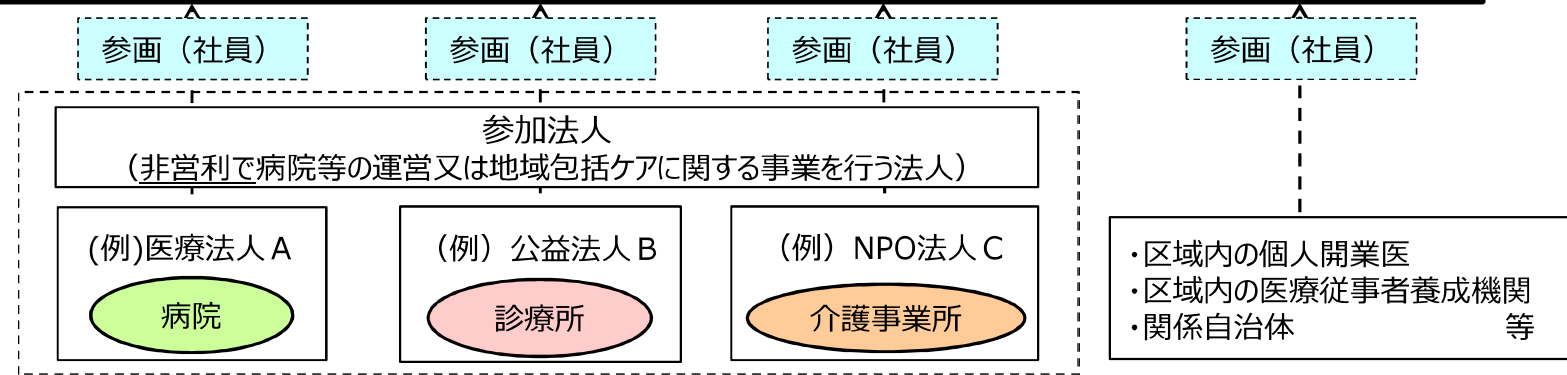 参画（社員）
参画（社員）
参画（社員）
参画（社員）
参加法人
（非営利で病院等の運営又は地域包括ケアに関する事業を行う法人）
(例)医療法人Ａ
病院
（例）公益法人Ｂ
診療所
（例）NPO法人Ｃ
介護事業所
・区域内の個人開業医
・区域内の医療従事者養成機関
・関係自治体　　　　　　　等